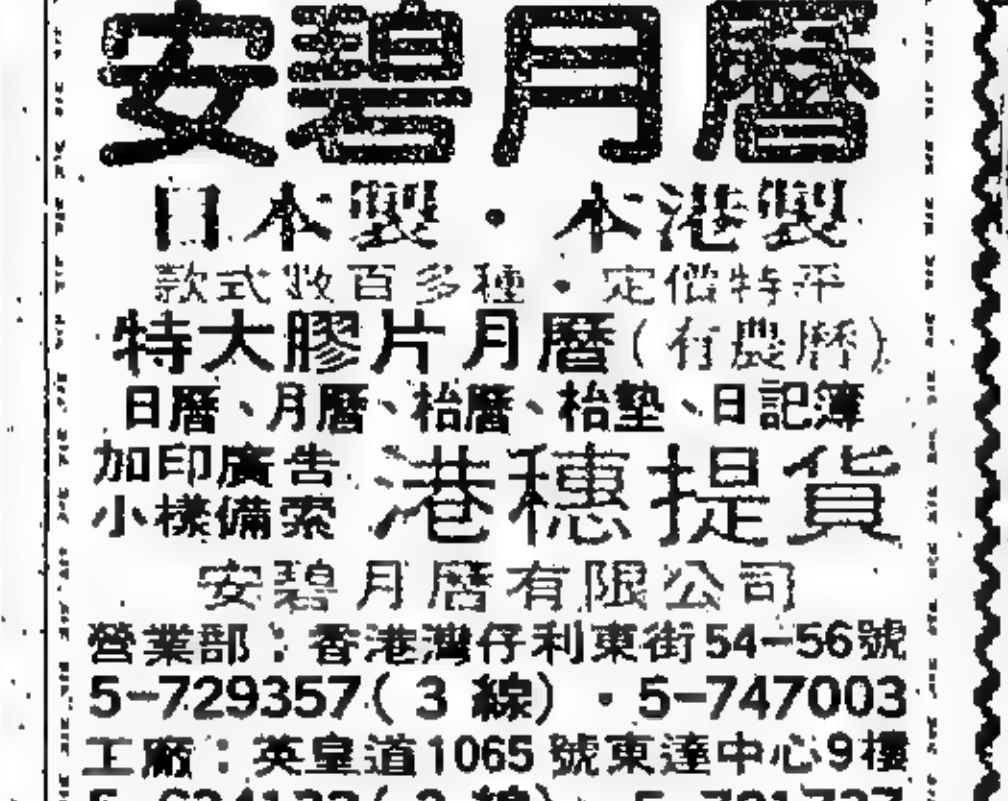 安碧月曆
日本製・本港製
款式數百多種・定價特平
特大膠片月曆(有農曆)
日曆、月曆、枱曆、枱墊、日記簿
加印廣告
小樣備索
港穗提貨
安碧月曆有限公司
營業部：香港灣仔利東街54-56號
5-729357(3線)・5-747003
工廠：英皇道1065號東達中心9樓